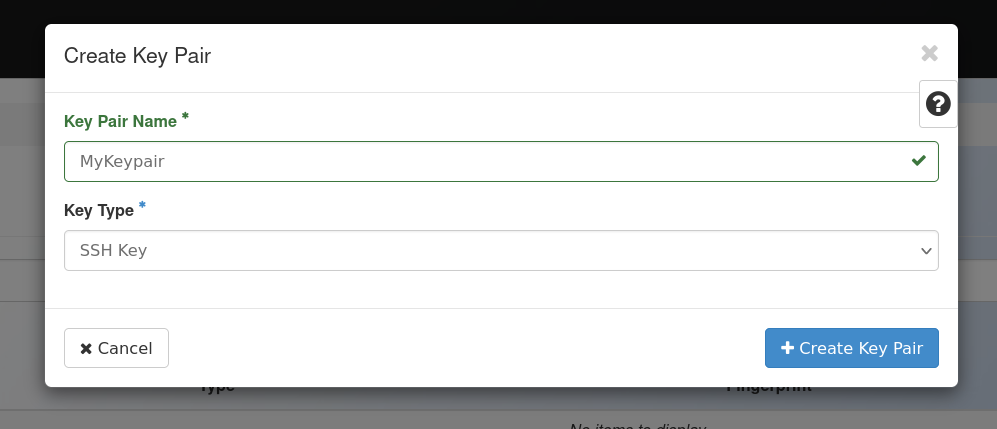 Create Key Pair
Key Pair Name *
MyKeypair
Key Type *
SSH Key
Cancel
Create Key Pair
Type Fingerprint
No items to display